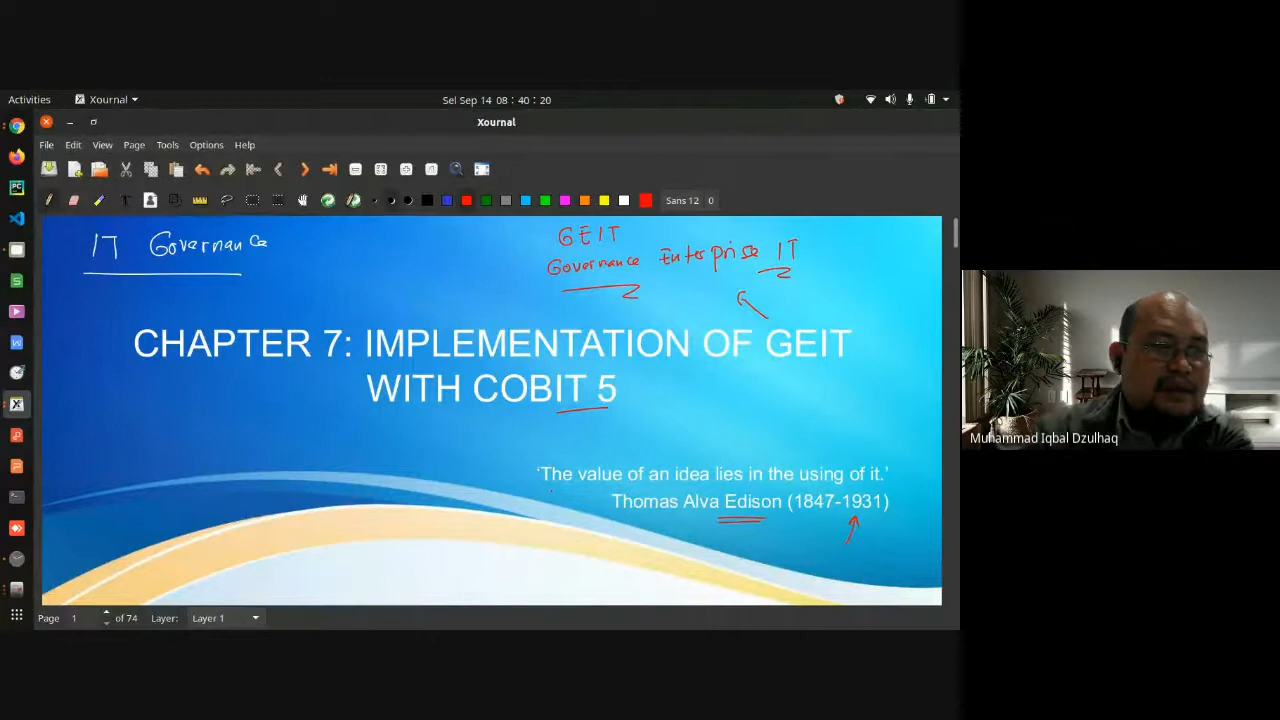 Activities Xournal Sel Sep 14 08:40:20
Xournal
File Edit View Page Tools Options Help
Sans 12 0
IT Governance
GEIT
Governance Enterprise IT
CHAPTER 7: IMPLEMENTATION OF GEIT
WITH COBIT 5
‘The value of an idea lies in the using of it.’
Thomas Alva Edison (1847-1931)
Page 1 of 74 Layer: Layer 1
Muhammad Iqbal Dzulhaq